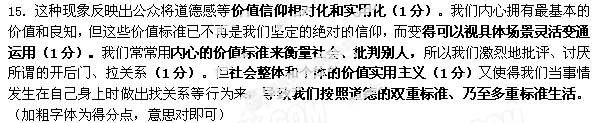 15. 这种现象反映出公众将道德感等价值信仰相对化和实用化（1分）。我们内心拥有最基本的
价值和良知，但这些价值标准已不再是我们坚定的绝对的信仰，而变得可以视具体场景灵活变通
运用（1分）。我们常常用内心的价值标准来衡量社会、批判别人，所以我们激烈地批评、讨厌
所谓的开后门、拉关系（1分）。但社会整体和个体的价值实用主义（1分）又使得我们当事情
发生在自己身上时做出找关系等行为来，导致我们按照道德的双重标准、乃至多重标准生活。
（加粗字体为得分点，意思对即可）